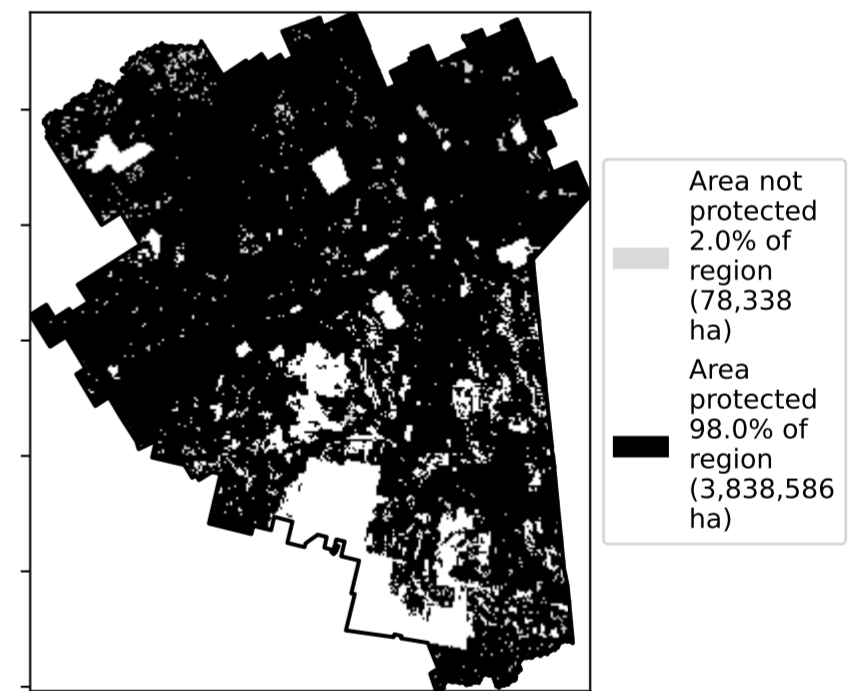 Area not
protected
2.0% of
region
(78,338
ha)
Area
protected
98.0% of
region
(3,838,586
ha)